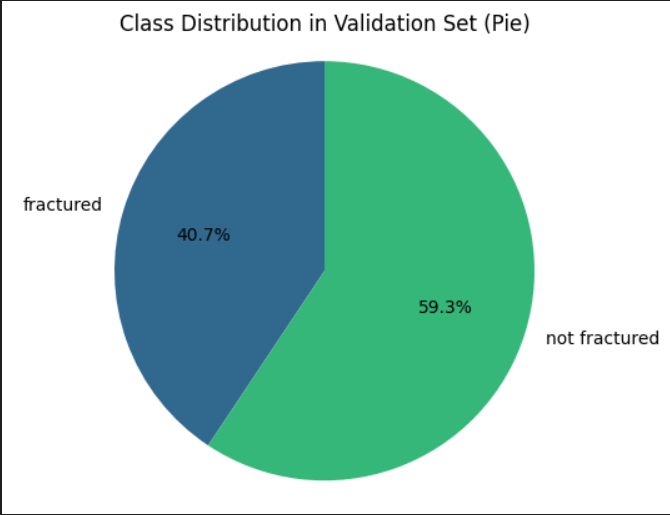 Class Distribution in Validation Set (Pie)
fractured
40.7%
59.3%
not fractured